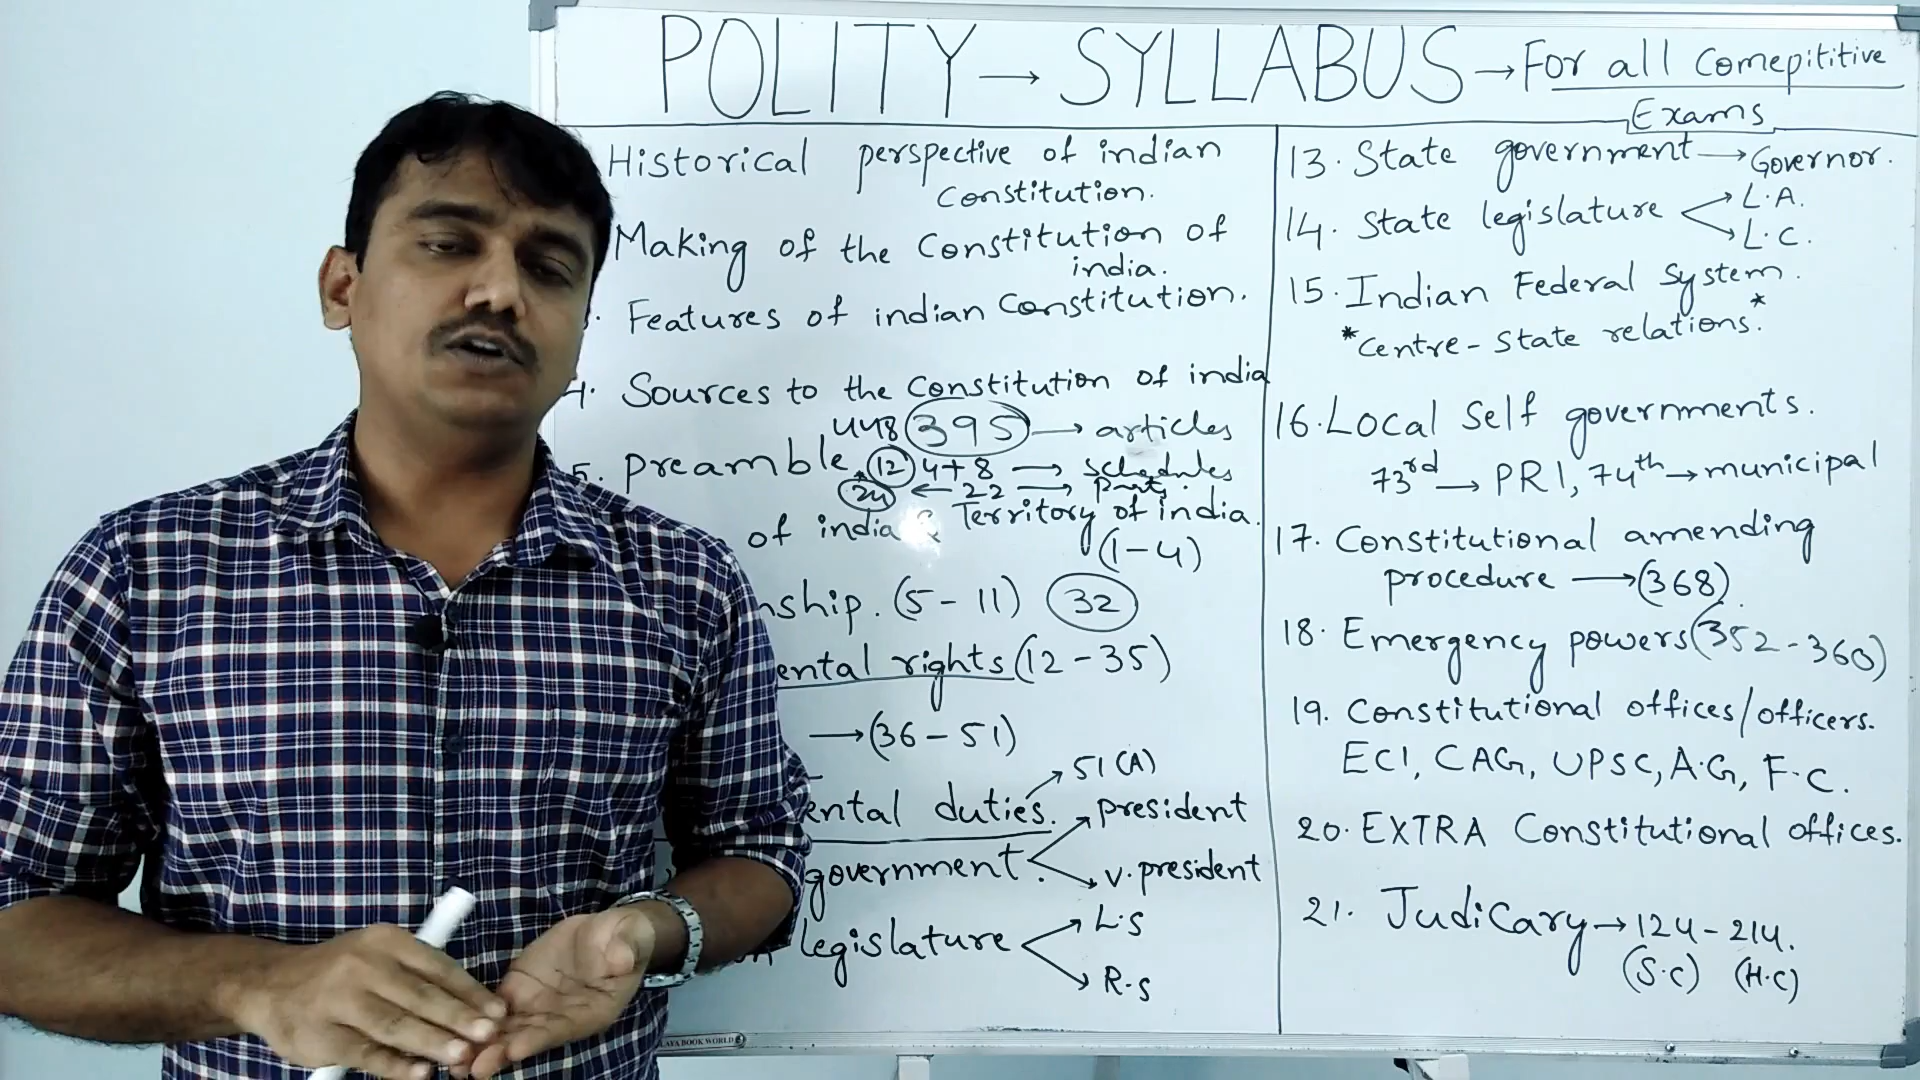 POLITY → SYLLABUS → For all Comepititive
Exams
Historical perspective of indian
Constitution.
Making of the Constitution of
india.
Features of indian Constitution.
4. Sources to the Constitution of india
448 395 → articles
5. preamble. 12 4+8 → Schedules
24 ← 22 → parts.
of india & Territory of india.
(1-4)
nship. (5-11) 32
ental rights (12-35)
→ (36-51)
51(A)
ental duties.
president
government.
v. president
legislature
L.S
R.S
LAYA BOOK WORLD
13. State government → Governor.
14. State legislature
L.A.
L.C.
15. Indian Federal System.
*Centre-State relations.*
16. Local Self governments.
73rd → PRI, 74th → municipal
17. Constitutional amending
procedure → (368)
18. Emergency powers (352-360)
19. Constitutional offices/officers.
ECI, CAG, UPSC, A.G, F.C.
20. EXTRA Constitutional offices.
21. Judicary → 124-214.
(S.C) (H.C)